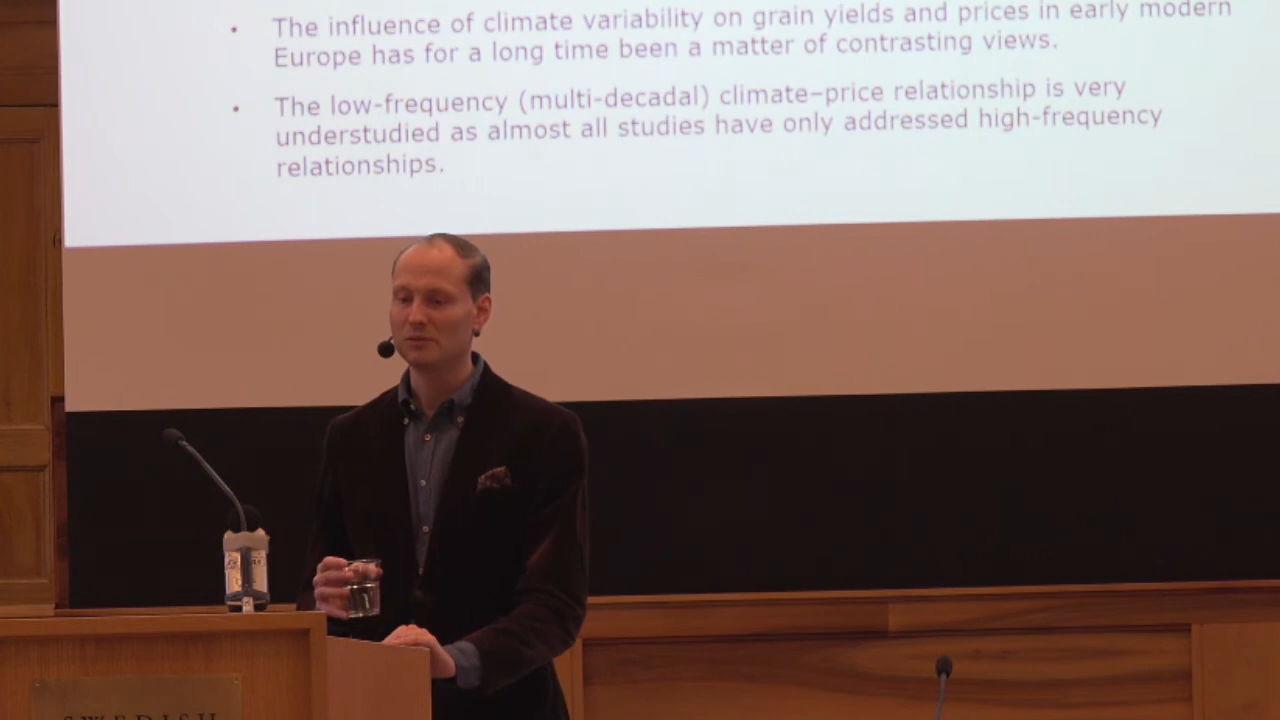 • The influence of climate variability on grain yields and prices in early modern
Europe has for a long time been a matter of contrasting views.
• The low-frequency (multi-decadal) climate–price relationship is very
understudied as almost all studies have only addressed high-frequency
relationships.
SWEDISH